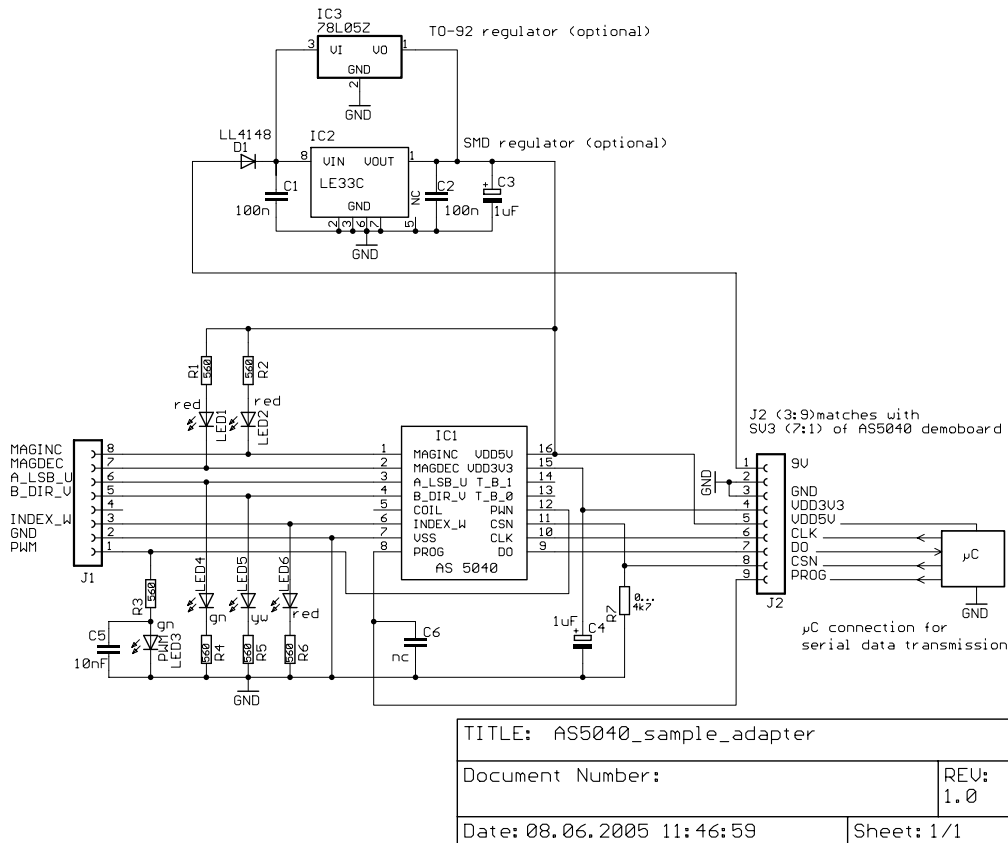 IC3
78L05Z
TO-92 regulator (optional)
3 VI VO 1
GND
2
GND
LL4148
D1
IC2
SMD regulator (optional)
8 VIN VOUT 1
LE33C
GND
NC
2 3 6 7 5
C1
100n
C2
100n
C3
+
1uF
GND
R1 560
R2 560
red
LED1
red
LED2
J2 (3:9)matches with
SV3 (7:1) of AS5040 demoboard
MAGINC 8
MAGDEC 7
A_LSB_U 6
B_DIR_V 5
4
INDEX_W 3
GND 2
PWM 1
J1
IC1
1 MAGINC VDD5V 16
2 MAGDEC VDD3V3 15
3 A_LSB_U T_B_1 14
4 B_DIR_V T_B_0 13
5 COIL PWN 12
6 INDEX_W CSN 11
7 VSS CLK 10
8 PROG DO 9
AS 5040
1 9V
GND
2
3 GND
4 VDD3V3
5 VDD5V
6 CLK
7 DO
8 CSN
9 PROG
J2
µC
GND
µC connection for
serial data transmission
R3 560
C5
10nF
gn
PWM
LED3
LED4
gn
R4 560
LED5
ye
R5 560
LED6
red
R6 560
GND
C6
nc
1uF
+
C4
R7
0...
4k7
TITLE: AS5040_sample_adapter
Document Number:
REV:
1.0
Date: 08.06.2005 11:46:59
Sheet: 1/1